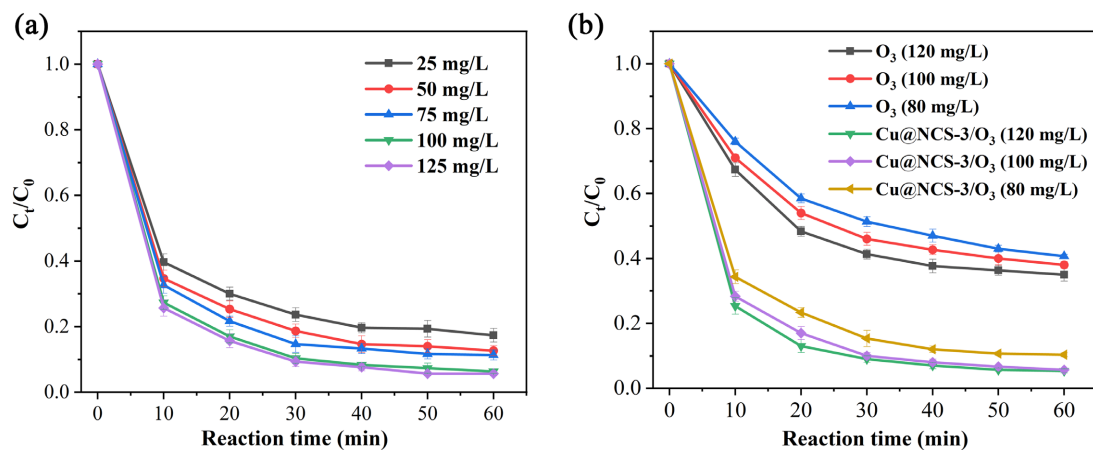 (a)
25 mg/L
50 mg/L
75 mg/L
100 mg/L
125 mg/L
Cₜ/C₀
1.0
0.8
0.6
0.4
0.2
0.0
0 10 20 30 40 50 60
Reaction time (min)
(b)
O₃ (120 mg/L)
O₃ (100 mg/L)
O₃ (80 mg/L)
Cu@NCS-3/O₃ (120 mg/L)
Cu@NCS-3/O₃ (100 mg/L)
Cu@NCS-3/O₃ (80 mg/L)
Cₜ/C₀
1.0
0.8
0.6
0.4
0.2
0.0
0 10 20 30 40 50 60
Reaction time (min)